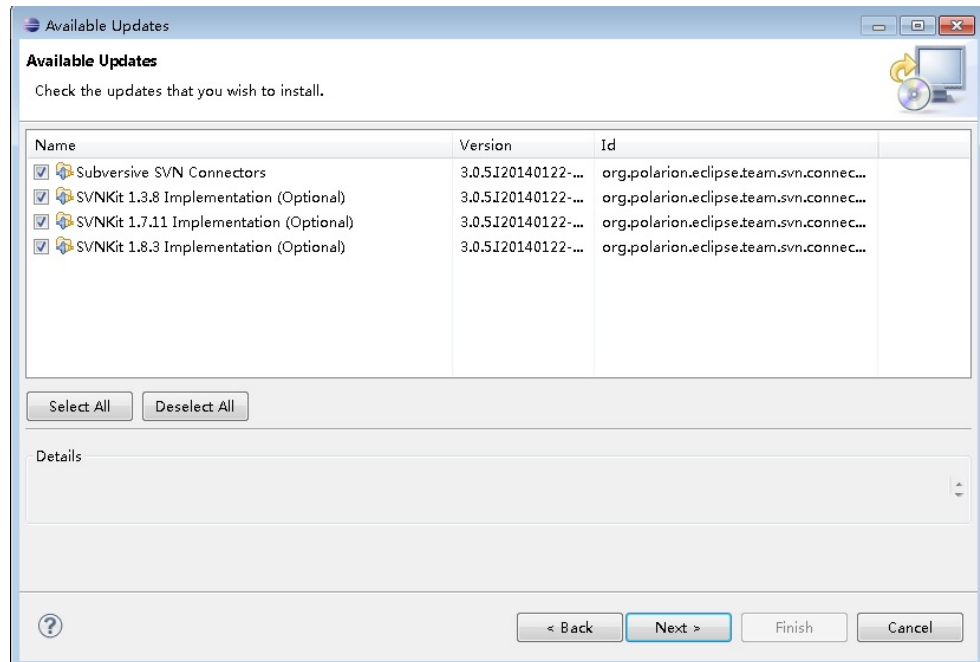 Available Updates
Available Updates
Check the updates that you wish to install.
Name Version Id
Subversive SVN Connectors 3.0.5.I20140122-... org.polarion.eclipse.team.svn.connec...
SVNKit 1.3.8 Implementation (Optional) 3.0.5.I20140122-... org.polarion.eclipse.team.svn.connec...
SVNKit 1.7.11 Implementation (Optional) 3.0.5.I20140122-... org.polarion.eclipse.team.svn.connec...
SVNKit 1.8.3 Implementation (Optional) 3.0.5.I20140122-... org.polarion.eclipse.team.svn.connec...
Select All Deselect All
Details
? < Back Next > Finish Cancel